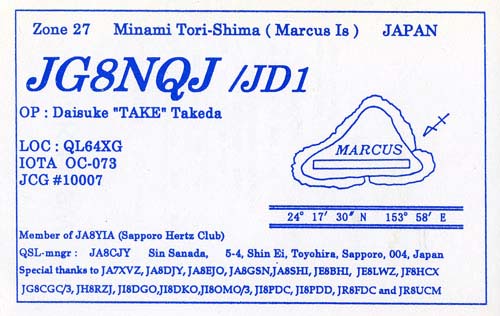 Zone 27 Minami Tori-Shima ( Marcus Is ) JAPAN
JG8NQJ /JD1
OP : Daisuke "TAKE" Takeda
LOC : QL64XG
IOTA OC-073
JCG #10007
MARCUS
24° 17' 30" N 153° 58' E
Member of JA8YIA (Sapporo Hertz Club)
QSL-mngr : JA8CJY Sin Sanada, 5-4, Shin Ei, Toyohira, Sapporo, 004, Japan
Special thanks to JA7XVZ, JA8DJY, JA8EJO, JA8GSN,JA8SHI, JE8BHI, JE8LWZ, JF8HCX
JG8CGC/3, JH8RZJ, JI8DGO,JI8DKO,JI8OMO/3, JI8PDC, JI8PDD, JR8FDC and JR8UCM